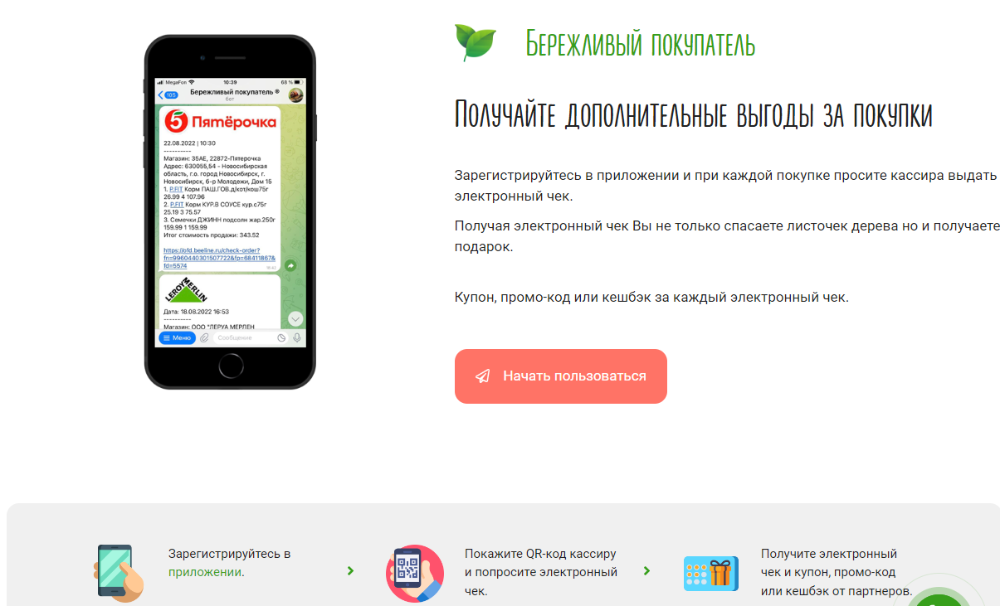 Бережливый покупатель
Получайте дополнительные выгоды за покупки
Зарегистрируйтесь в приложении и при каждой покупке просите кассира выдать
электронный чек.
Получая электронный чек Вы не только спасаете листочек дерева но и получаете
подарок.
Купон, промо-код или кешбэк за каждый электронный чек.
Начать пользоваться
MegaFon
10:39
68 %
105
Бережливый покупатель ®
бот
5 Пятёрочка
22.08.2022 | 10:30
----------
Магазин: 35AE, 22872-Пятерочка
Адрес: 630055,54 - Новосибирская
область, г.о. город Новосибирск, г.
Новосибирск, б-р Молодежи, Дом 15
1. P.FIT Корм ПАШ.ГОВ.д/кот/кош75г
26.99 4 107.96
2. P.FIT Корм КУР.В СОУСЕ кур.с75г
25.19 3 75.57
3. Семечки ДЖИНН подсолн жар.250г
159.99 1 159.99
Итог стоимость продажи: 343.52
https://ofd.beeline.ru/check-order?
fn=9960440301507722&fp=68411867&
fd=5574
LEROY MERLIN
Дата: 18.08.2022 16:53
----------
Магазин: ООО "ЛЕРУА МЕРЛЕН
Меню
Сообщение
Зарегистрируйтесь в
приложении.
Покажите QR-код кассиру
и попросите электронный
чек.
Получите электронный
чек и купон, промо-код
или кешбэк от партнеров.